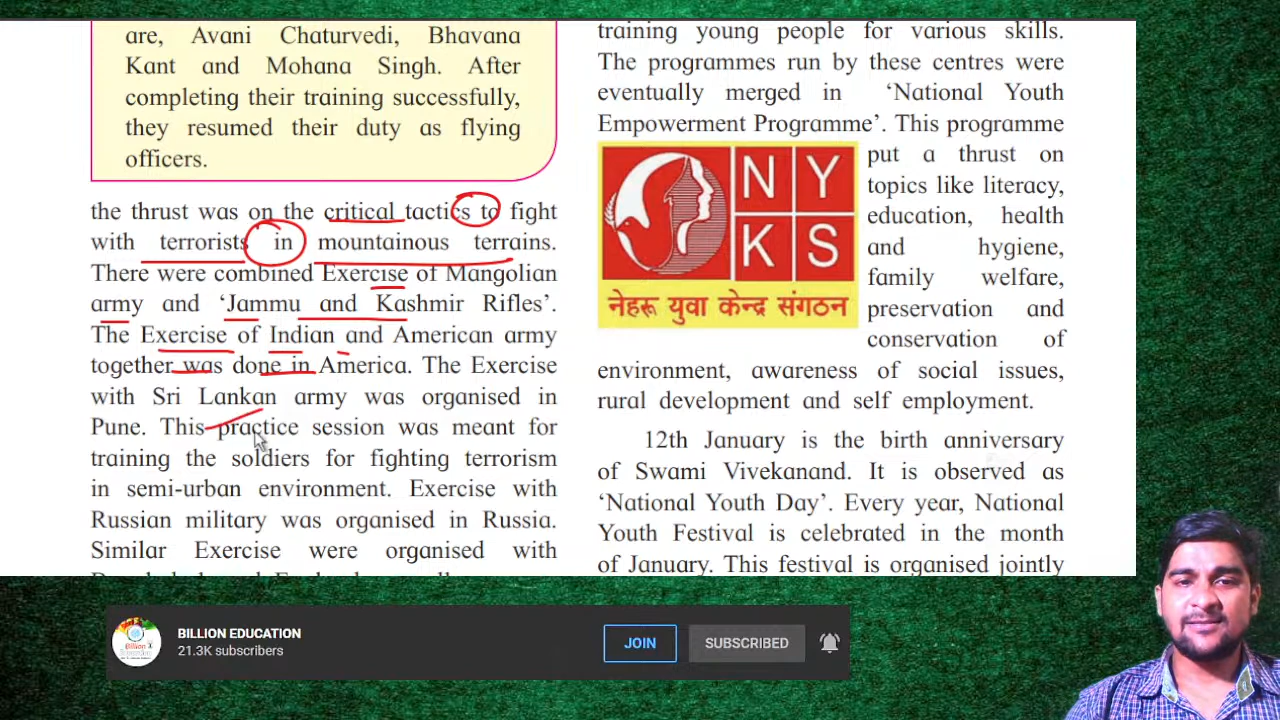 are, Avani Chaturvedi, Bhavana
Kant and Mohana Singh. After
completing their training successfully,
they resumed their duty as flying
officers.
the thrust was on the critical tactics to fight
with terrorists in mountainous terrains.
There were combined Exercise of Mangolian
army and ‘Jammu and Kashmir Rifles’.
The Exercise of Indian and American army
together was done in America. The Exercise
with Sri Lankan army was organised in
Pune. This practice session was meant for
training the soldiers for fighting terrorism
in semi-urban environment. Exercise with
Russian military was organised in Russia.
Similar Exercise were organised with
training young people for various skills.
The programmes run by these centres were
eventually merged in ‘National Youth
Empowerment Programme’. This programme
put a thrust on
topics like literacy,
education, health
and hygiene,
family welfare,
preservation and
conservation of
environment, awareness of social issues,
rural development and self employment.
N Y
K S
नेहरू युवा केन्द्र संगठन
12th January is the birth anniversary
of Swami Vivekanand. It is observed as
‘National Youth Day’. Every year, National
Youth Festival is celebrated in the month
of January. This festival is organised jointly
BILLION EDUCATION
21.3K subscribers
JOIN
SUBSCRIBED